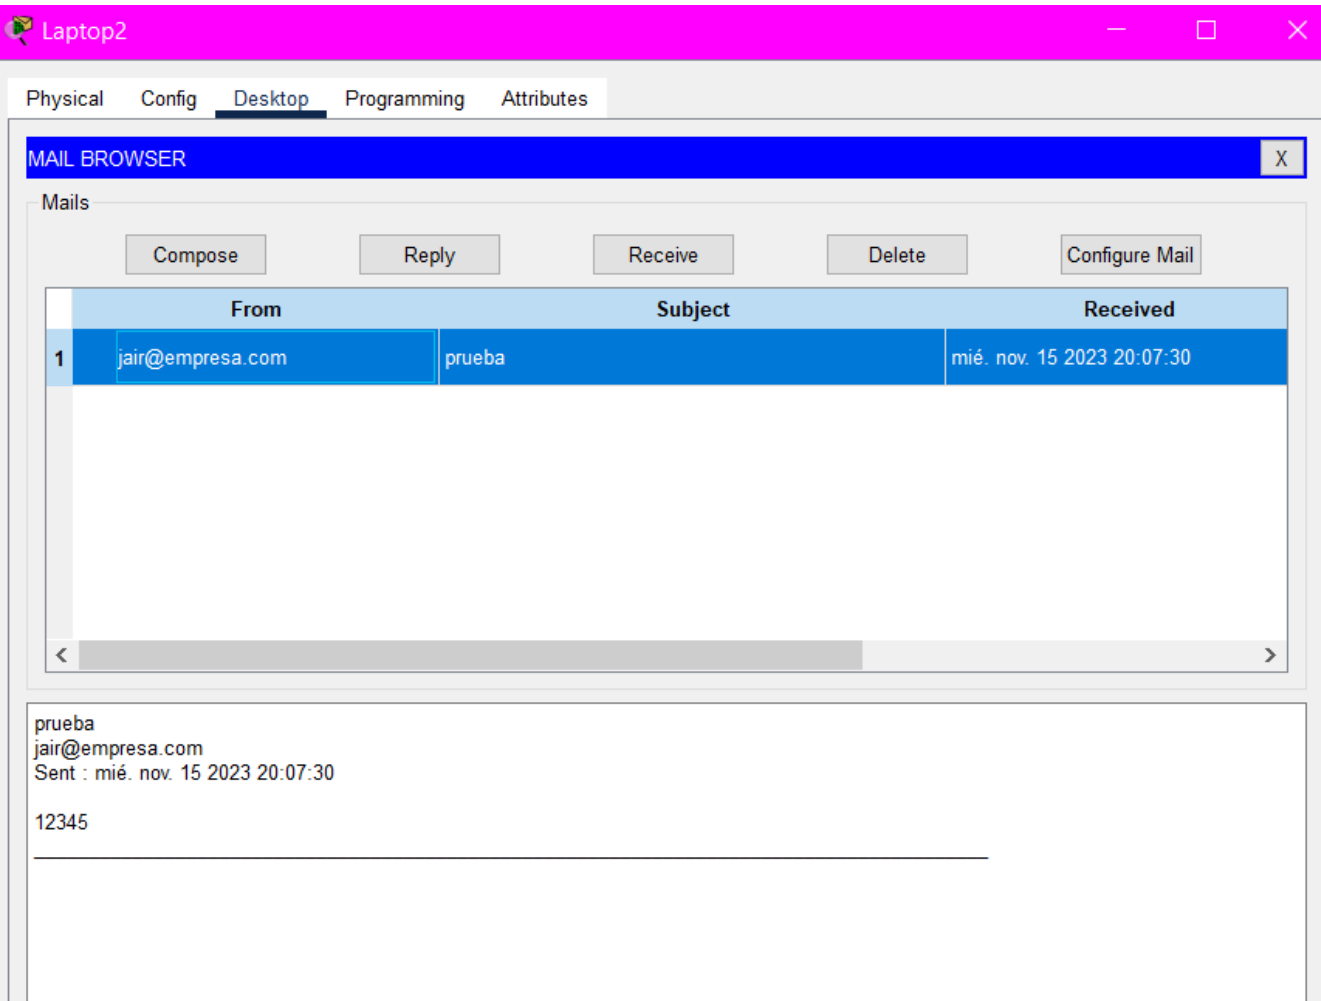 Laptop2
Physical Config Desktop Programming Attributes
MAIL BROWSER X
Mails
Compose Reply Receive Delete Configure Mail
From Subject Received
1 jair@empresa.com prueba mié. nov. 15 2023 20:07:30
prueba
jair@empresa.com
Sent : mié. nov. 15 2023 20:07:30
12345